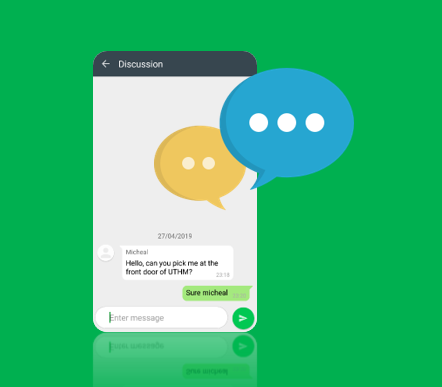 Discussion
27/04/2019
Micheal
Hello, can you pick me at the
front door of UTHM?
23:18
Sure micheal
Enter message